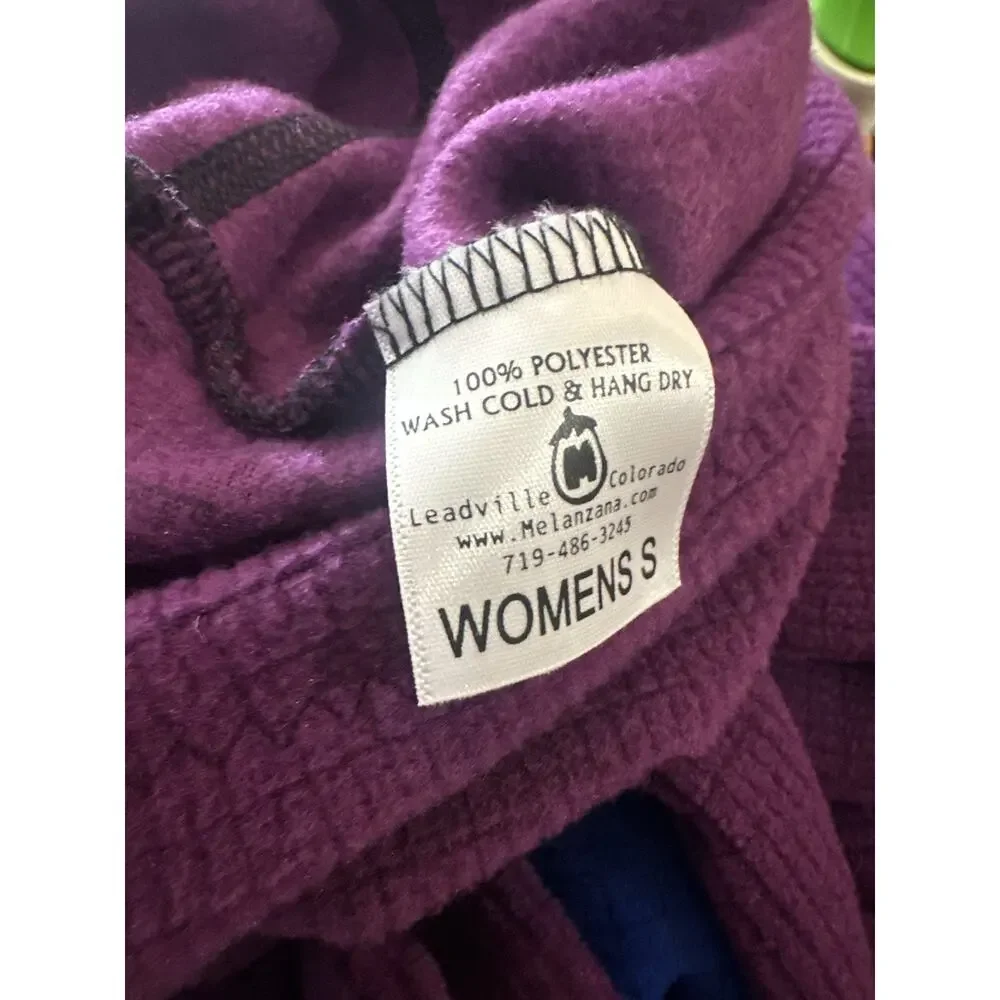 100% POLYESTER
WASH COLD & HANG DRY
M
Leadville Colorado
www.Melanzana.com
719-486-3245
WOMENS S